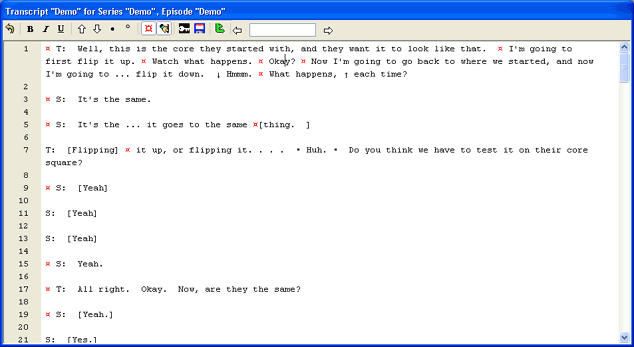 Transcript "Demo" for Series "Demo", Episode "Demo"
B I U
1 ¤ T: Well, this is the core they started with, and they want it to look like that. ¤ I'm going to
first flip it up. ¤ Watch what happens. ¤ Okay? ¤ Now I'm going to go back to where we started, and now
I'm going to ... flip it down. ↓ Hmmm. ¤ What happens, ↑ each time?
2
3 ¤ S: It's the same.
4
5 ¤ S: It's the ... it goes to the same ¤[thing. ]
6
7 T: [Flipping] ¤ it up, or flipping it. . . . • Huh. • Do you think we have to test it on their core
square?
8
9 ¤ S: [Yeah]
10
11 S: [Yeah]
12
13 S: [Yeah]
14
15 ¤ S: Yeah.
16
17 ¤ T: All right. Okay. Now, are they the same?
18
19 ¤ S: [Yeah.]
20
21 S: [Yes.]